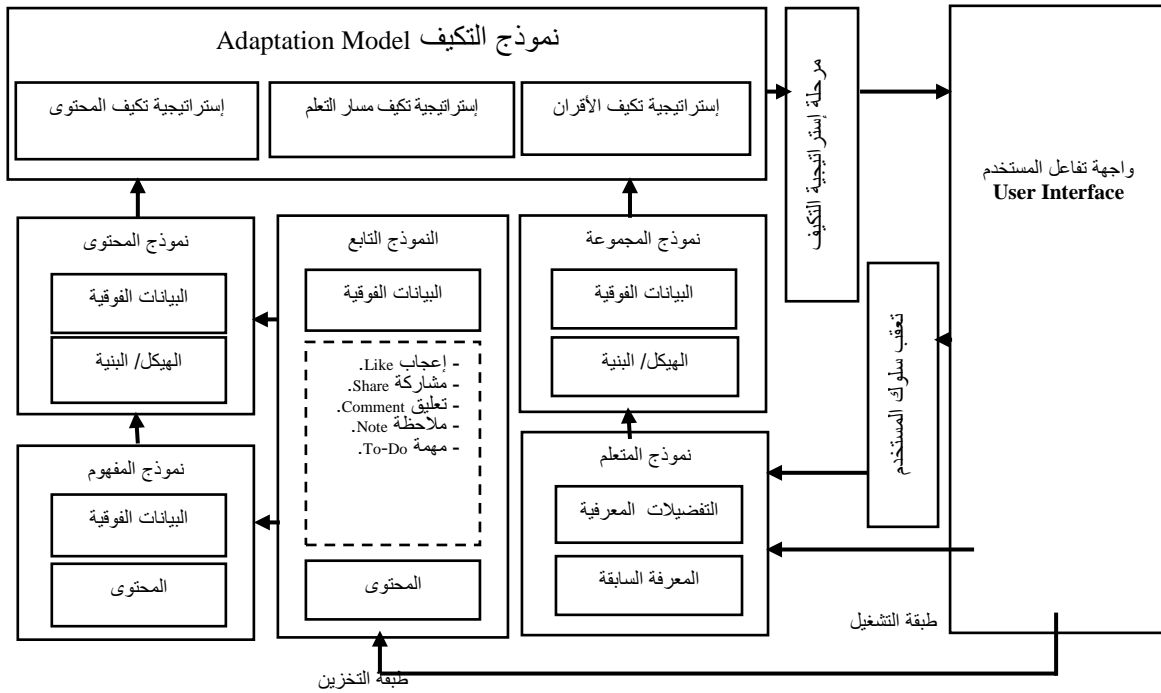 نموذج التكيف Adaptation Model
إستراتيجية تكيف الأقران
إستراتيجية تكيف مسار التعلم
إستراتيجية تكيف المحتوى
مرحلة إستراتيجية التكيف
واجهة تفاعل المستخدم
User Interface
تعقب سلوك المستخدم
نموذج المجموعة
البيانات الفوقية
الهيكل/ البنية
النموذج التابع
البيانات الفوقية
- إعجاب Like.
- مشاركة Share.
- تعليق Comment.
- ملاحظة Note.
- مهمة To-Do.
المحتوى
نموذج المحتوى
البيانات الفوقية
الهيكل/ البنية
نموذج المتعلم
التفضيلات المعرفية
المعرفة السابقة
نموذج المفهوم
البيانات الفوقية
المحتوى
طبقة التشغيل
طبقة التخزين